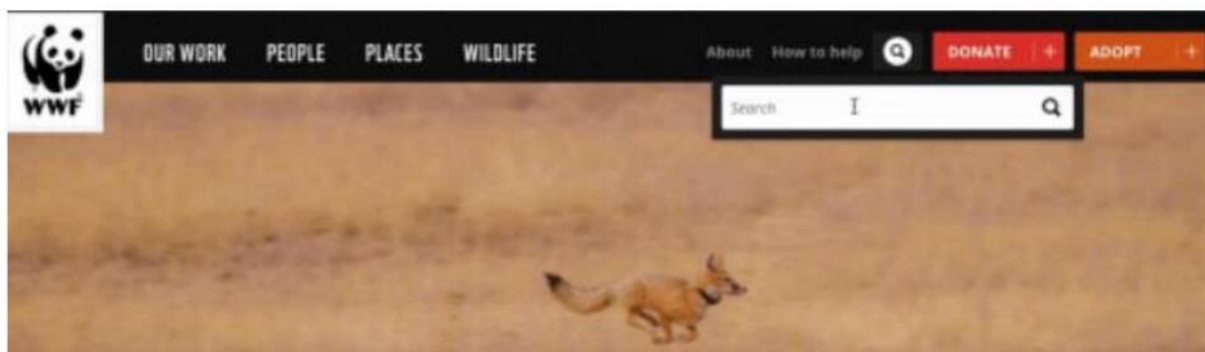 OUR WORK PEOPLE PLACES WILDLIFE About How to help DONATE + ADOPT +
WWF
Search